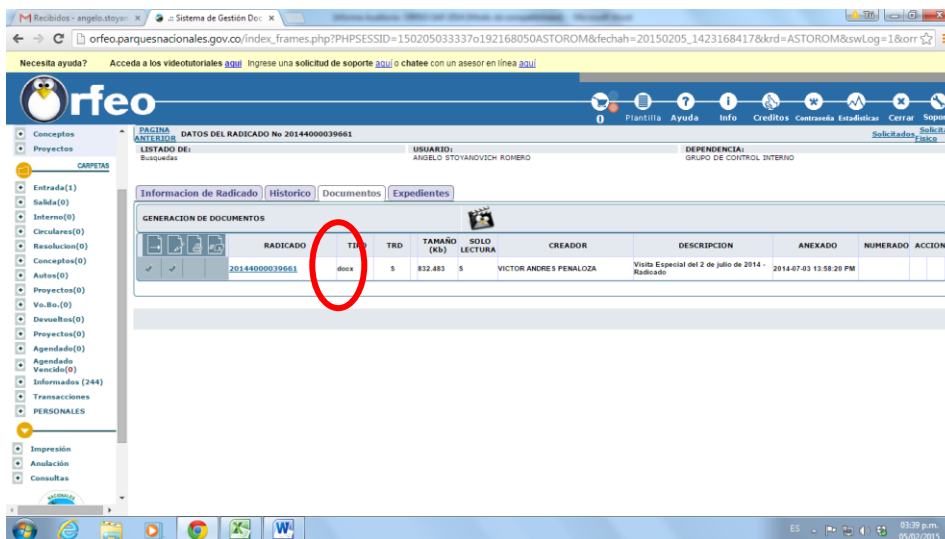 Recibidos - angelo.stoyan
.: Sistema de Gestión Doc
orfeo.parquesnacionales.gov.co/index_frames.php?PHPSESSID=150205033337o192168050ASTOROM&fechah=20150205_1423168417&krd=ASTOROM&swLog=1&orr
Necesita ayuda? Acceda a los videotutoriales aqui Ingrese una solicitud de soporte aquí o chatee con un asesor en línea aquí
Orfeo
0 Plantilla Ayuda Info Creditos Contraseña Estadisticas Cerrar Sopor
Conceptos
Proyectos
CARPETAS
Entrada(1)
Salida(0)
Interno(0)
Circulares(0)
Resolucion(0)
Conceptos(0)
Autos(0)
Proyectos(0)
Vo.Bo.(0)
Devueltos(0)
Proyectos(0)
Agendado(0)
Agendado
Vencido(0)
Informados (244)
Transacciones
PERSONALES
Impresión
Anulación
Consultas
NACIONALES
PAGINA
ANTERIOR DATOS DEL RADICADO No 20144000039661
Solicitados Solicit
Fisico
LISTADO DE: USUARIO: DEPENDENCIA:
Busquedas ANGELO STOYANOVICH ROMERO GRUPO DE CONTROL INTERNO
Informacion de Radicado Historico Documentos Expedientes
GENERACION DE DOCUMENTOS
RADICADO TIPO TRD TAMAÑO (Kb) SOLO LECTURA CREADOR DESCRIPCION ANEXADO NUMERADO ACCION
20144000039661 docx S 832.483 S VICTOR ANDRES PENALOZA Visita Especial del 2 de julio de 2014 - Radicado 2014-07-03 13:58:20 PM
ES 03:39 p.m.
05/02/2015